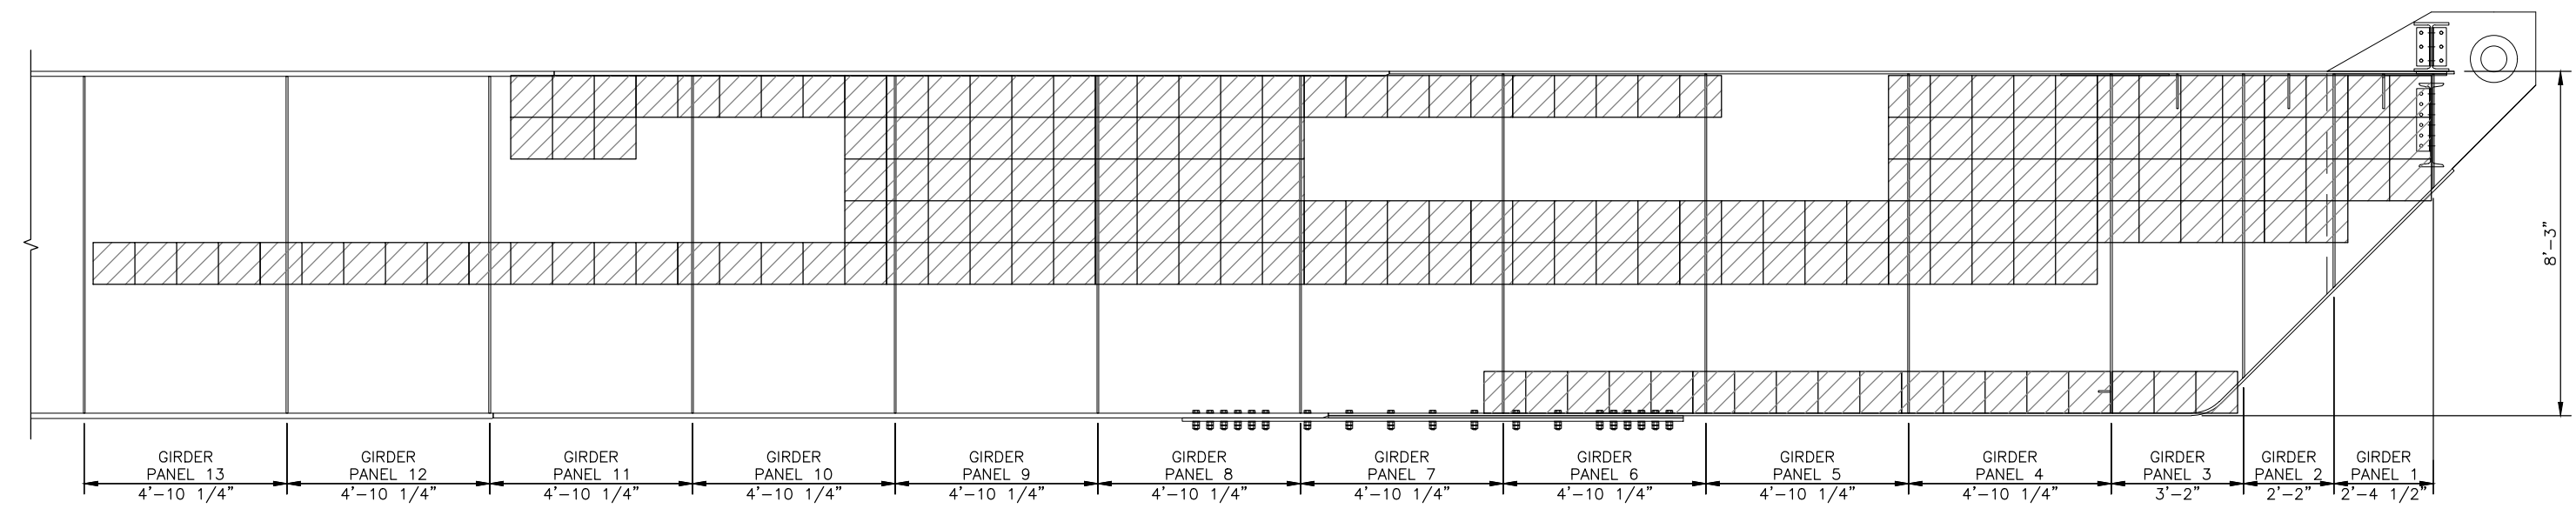 8'-3"
GIRDER
PANEL 13
4'-10 1/4"
GIRDER
PANEL 12
4'-10 1/4"
GIRDER
PANEL 11
4'-10 1/4"
GIRDER
PANEL 10
4'-10 1/4"
GIRDER
PANEL 9
4'-10 1/4"
GIRDER
PANEL 8
4'-10 1/4"
GIRDER
PANEL 7
4'-10 1/4"
GIRDER
PANEL 6
4'-10 1/4"
GIRDER
PANEL 5
4'-10 1/4"
GIRDER
PANEL 4
4'-10 1/4"
GIRDER
PANEL 3
3'-2"
GIRDER
PANEL 2
2'-2"
GIRDER
PANEL 1
2'-4 1/2"